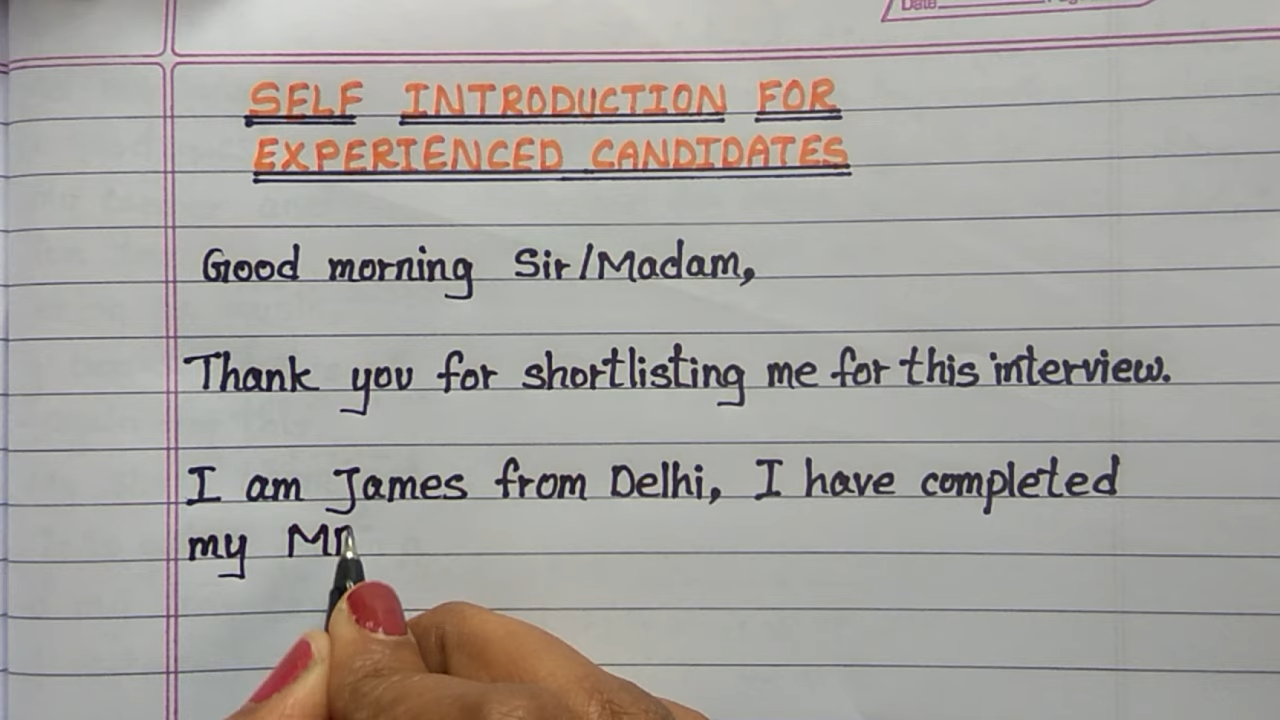 Date
SELF INTRODUCTION FOR
EXPERIENCED CANDIDATES
Good morning Sir/Madam,
Thank you for shortlisting me for this interview.
I am James from Delhi, I have completed
my